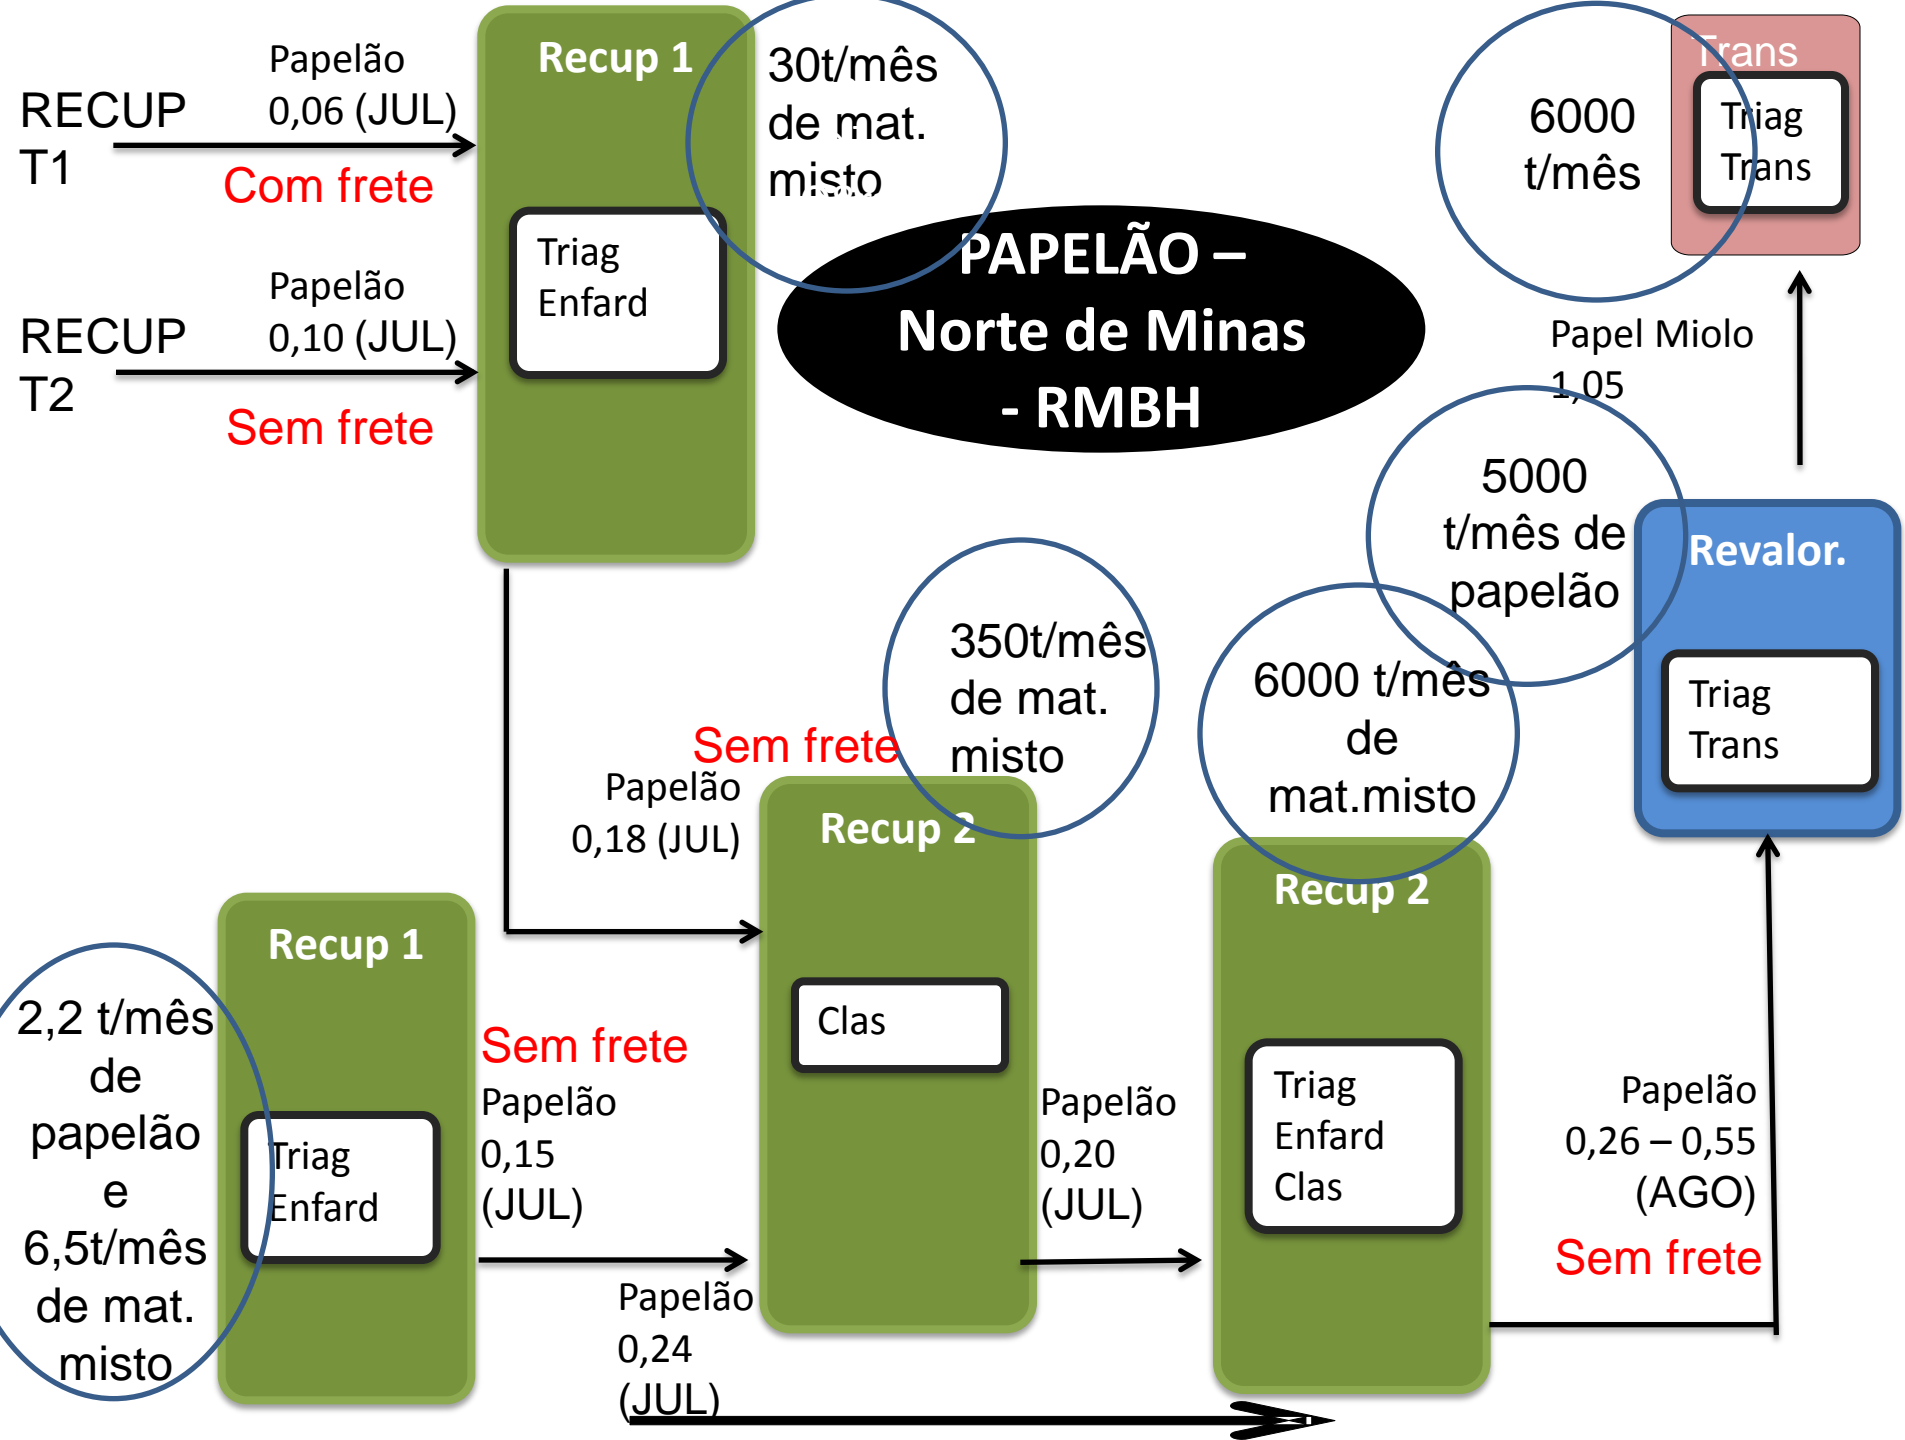 Papelão
0,06 (JUL)
RECUP
T1
Com frete
Papelão
0,10 (JUL)
RECUP
T2
Sem frete
Recup 1
Triag
Enfard
30t/mês
de mat.
misto
PAPELÃO –
Norte de Minas
- RMBH
6000
t/mês
Trans
Triag
Trans
Papel Miolo
1,05
5000
t/mês de
papelão
Revalor.
Triag
Trans
350t/mês
de mat.
misto
6000 t/mês
de
mat.misto
Sem frete
Papelão
0,18 (JUL)
Recup 2
Clas
Recup 2
Triag
Enfard
Clas
Recup 1
Triag
Enfard
2,2 t/mês
de
papelão
e
6,5t/mês
de mat.
misto
Sem frete
Papelão
0,15
(JUL)
Papelão
0,20
(JUL)
Papelão
0,24
(JUL)
Papelão
0,26 – 0,55
(AGO)
Sem frete